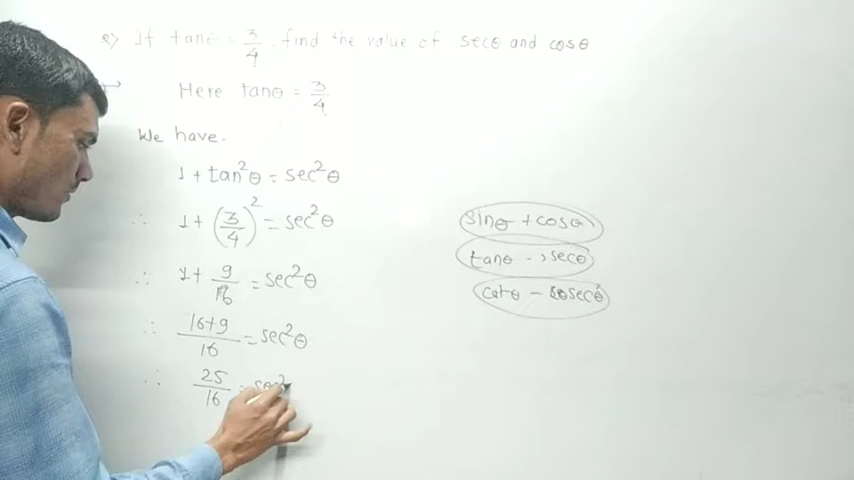 e) If tanθ = 3/4. find the value of secθ and cosθ
Here tanθ = 3/4
We have.
1 + tan²θ = sec²θ
∴ 1 + (3/4)² = sec²θ
∴ 1 + 9/16 = sec²θ
∴ 16+9/16 = sec²θ
∴ 25/16 = sec²
sinθ + cosθ
tanθ - , secθ
cotθ - cosecθ